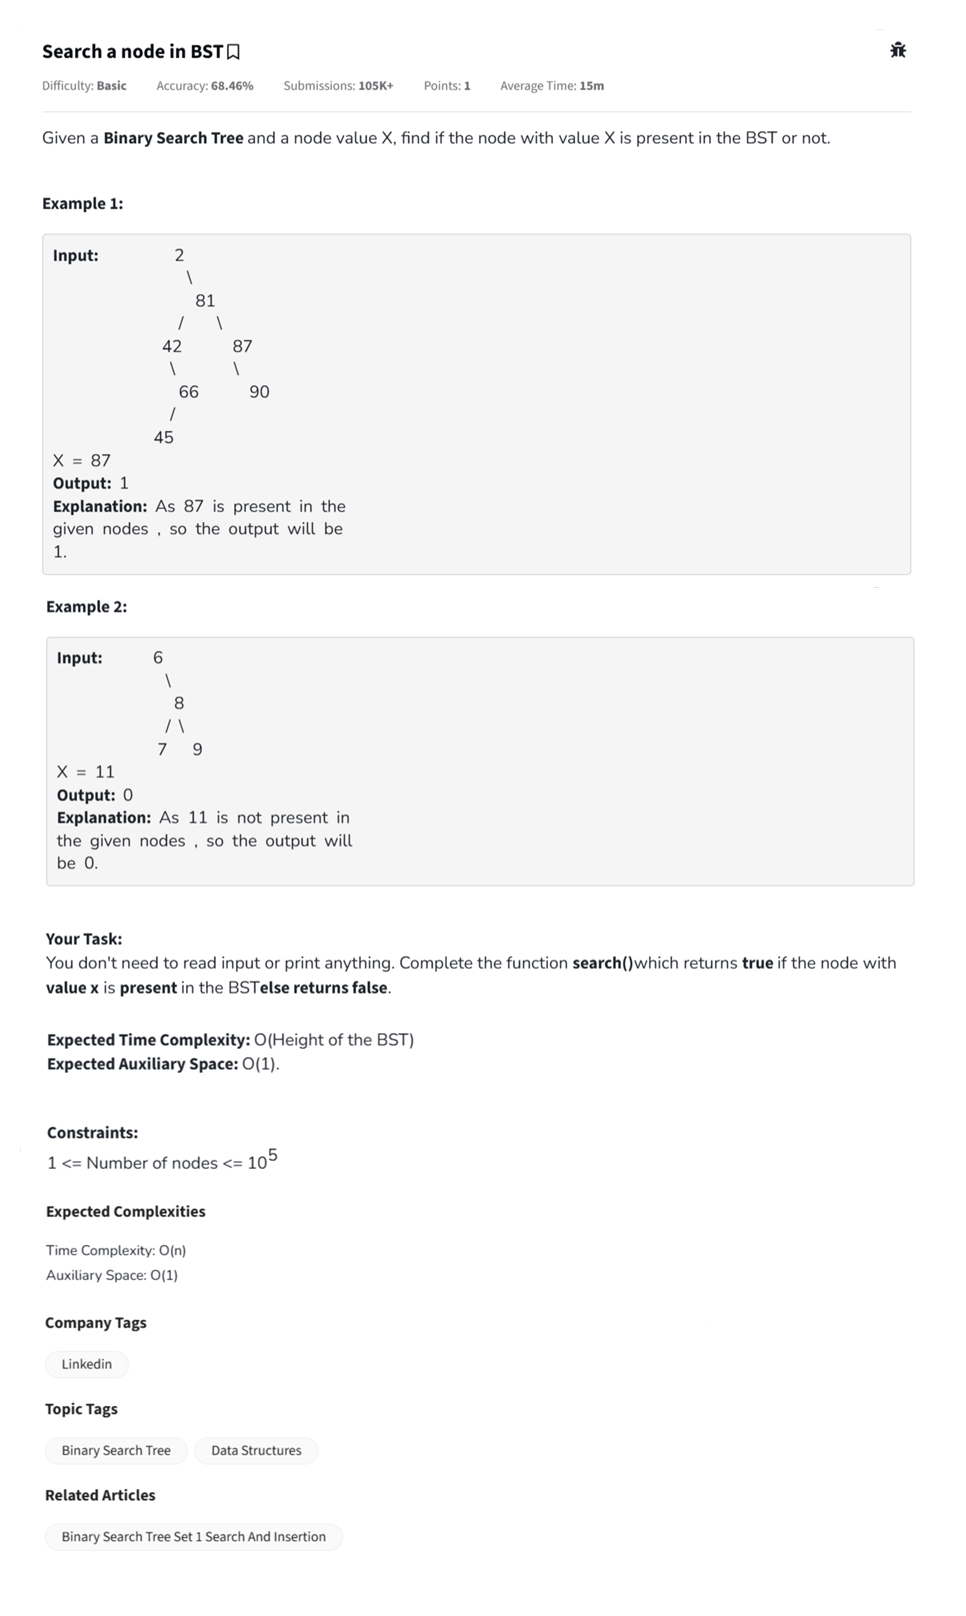 Search a node in BST
Difficulty: Basic Accuracy: 68.46% Submissions: 105K+ Points: 1 Average Time: 15m
Given a Binary Search Tree and a node value X, find if the node with value X is present in the BST or not.
Example 1:
Input: 2
\
81
/ \
42 87
\ \
66 90
/
45
X = 87
Output: 1
Explanation: As 87 is present in the
given nodes , so the output will be
1.
Example 2:
Input: 6
\
8
/ \
7 9
X = 11
Output: 0
Explanation: As 11 is not present in
the given nodes , so the output will
be 0.
Your Task:
You don't need to read input or print anything. Complete the function search()which returns true if the node with
value x is present in the BSTelse returns false.
Expected Time Complexity: O(Height of the BST)
Expected Auxiliary Space: O(1).
Constraints:
1 <= Number of nodes <= 10^5
Expected Complexities
Time Complexity: O(n)
Auxiliary Space: O(1)
Company Tags
Linkedin
Topic Tags
Binary Search Tree Data Structures
Related Articles
Binary Search Tree Set 1 Search And Insertion